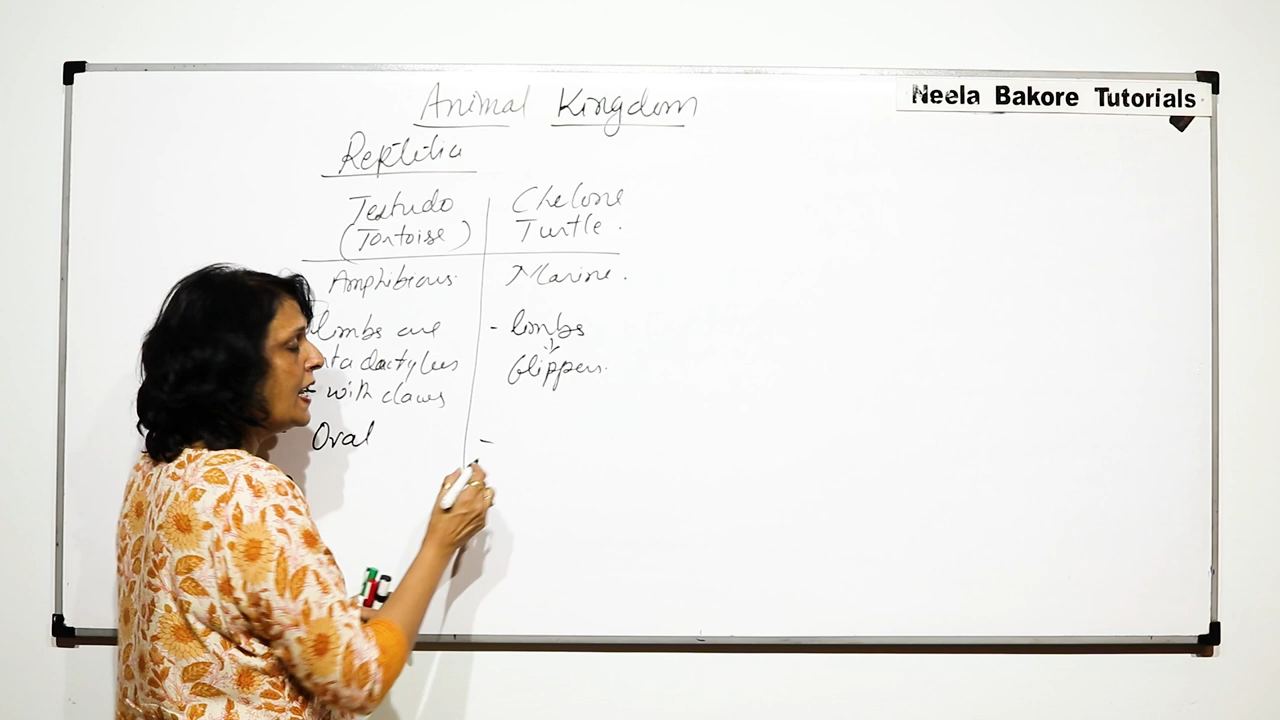 Neela Bakore Tutorials
Animal Kingdom
Reptilia
Testudo
(Tortoise)
Chelone
Turtle.
Amphibious.
Marine.
limbs are
dactylus
- with claws
- limbs
flippers.
Oval
-